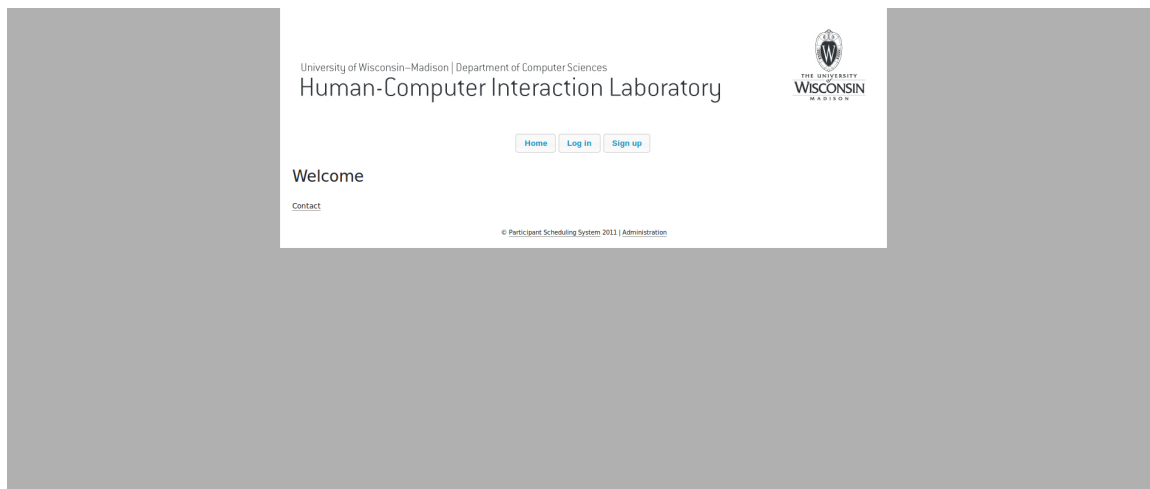 University of Wisconsin–Madison | Department of Computer Sciences
Human-Computer Interaction Laboratory
W
THE UNIVERSITY
of
WISCONSIN
MADISON
Home Log in Sign up
Welcome
Contact
© Participant Scheduling System 2011 | Administration